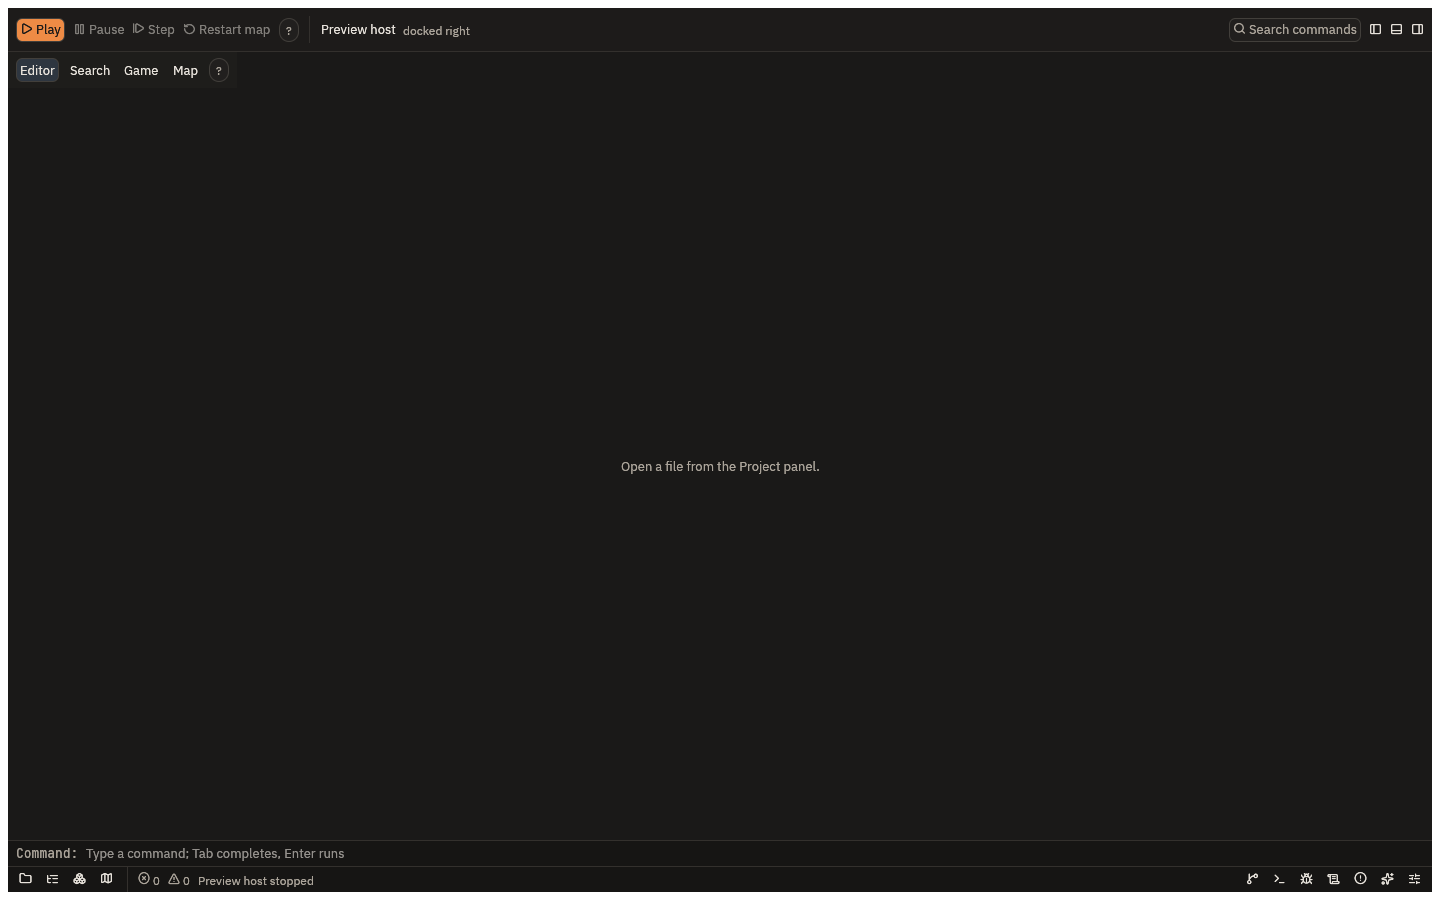 Play Pause Step Restart map ? Preview host docked right Search commands
Editor Search Game Map ?
Open a file from the Project panel.
Command: Type a command; Tab completes, Enter runs
0 0 Preview host stopped